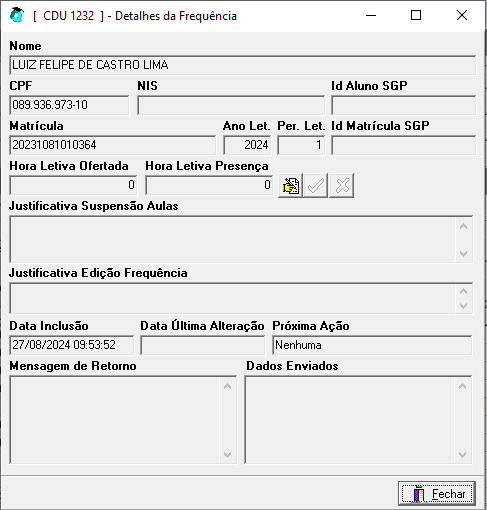 [ CDU 1232 ] - Detalhes da Frequência
Nome
LUIZ FELIPE DE CASTRO LIMA
CPF NIS Id Aluno SGP
089.936.973-10
Matrícula Ano Let. Per. Let. Id Matrícula SGP
20231081010364 2024 1
Hora Letiva Ofertada Hora Letiva Presença
0 0
Justificativa Suspensão Aulas
Justificativa Edição Frequência
Data Inclusão Data Última Alteração Próxima Ação
27/08/2024 09:53:52 Nenhuma
Mensagem de Retorno Dados Enviados
Fechar